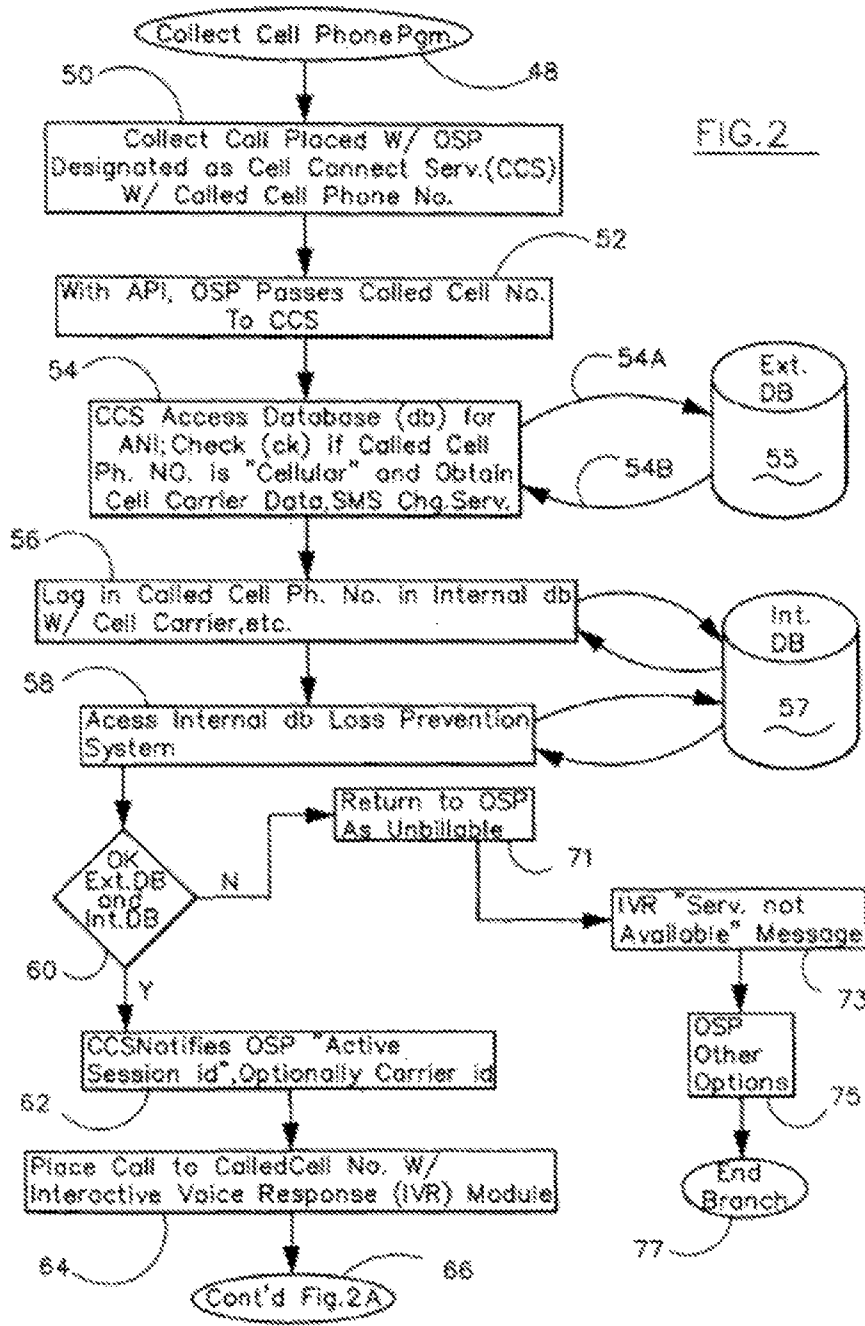 Collect Cell Phone Pgm.
48
50
Collect Call Placed W/ OSP
Designated as Cell Connect Serv.(CCS)
W/ Called Cell Phone No.
FIG.2
52
With API, OSP Passes Called Cell No.
To CCS
54
CCS Access Database (db) for
ANI;Check (ck) if Called Cell
Ph. NO. is "Cellular" and Obtain
Cell Carrier Data,SMS Chg.Serv.
54A
54B
Ext.
DB
55
56
Log in Called Cell Ph. No. in Internal db
W/ Cell Carrier,etc.
Int.
DB
57
58
Acess Internal db Loss Prevention
System
OK
Ext.DB
and
Int.DB
60
N
Y
Return to OSP
As Unbillable
71
IVR "Serv. not
Available" Message
73
CCSNotifies OSP "Active
Session id",Optionally Carrier id
62
OSP
Other
Options
75
Place Call to CalledCell No. W/
Interactive Voice Response (IVR) Module
64
End
Branch
77
Cont'd Fig.2A
66